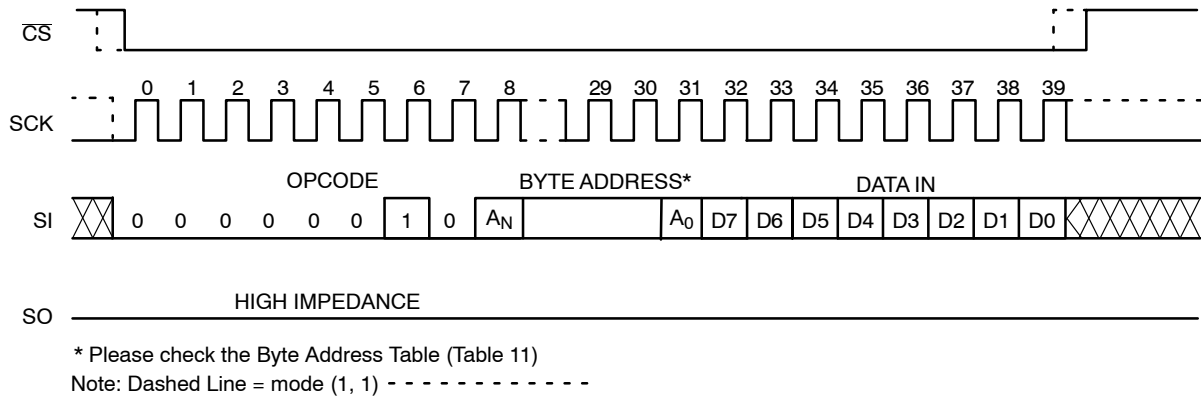 CS
0 1 2 3 4 5 6 7 8 29 30 31 32 33 34 35 36 37 38 39
SCK
OPCODE BYTE ADDRESS* DATA IN
SI 0 0 0 0 0 0 1 0 AN A0 D7 D6 D5 D4 D3 D2 D1 D0
HIGH IMPEDANCE
SO
* Please check the Byte Address Table (Table 11)
Note: Dashed Line = mode (1, 1)